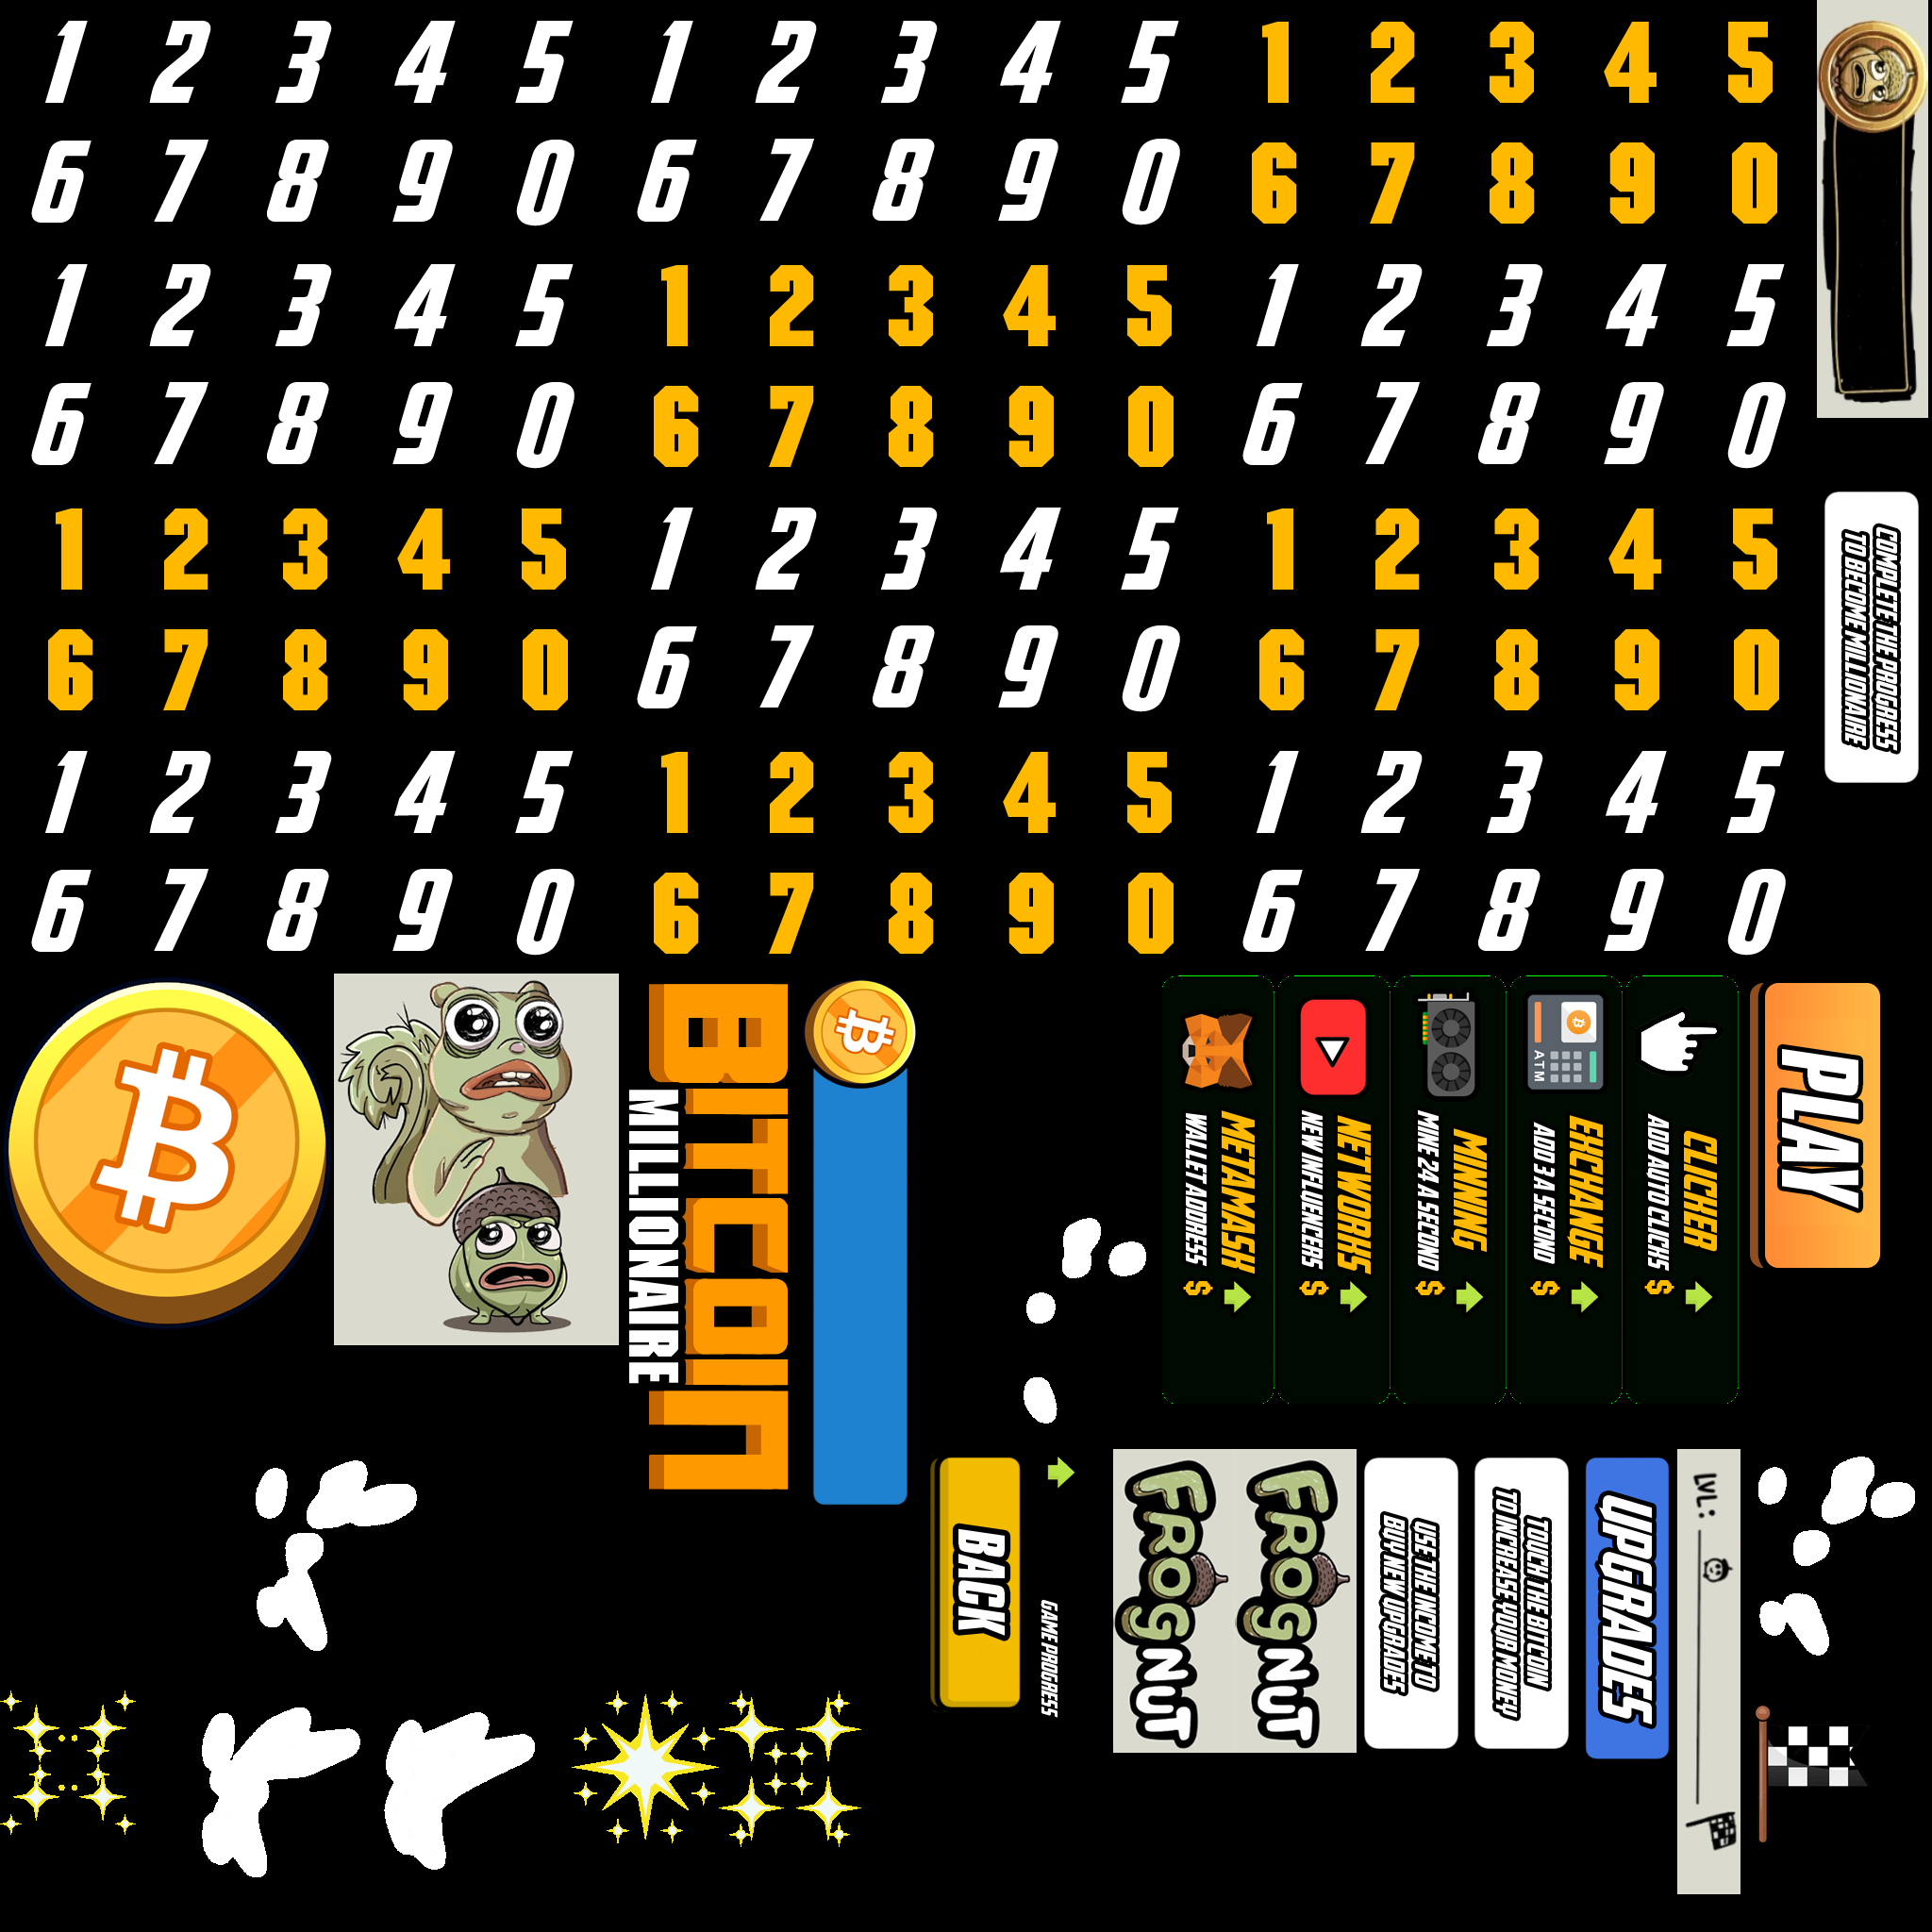 1 2 3 4 5 1 2 3 4 5 1 2 3 4 5
6 7 8 9 0 6 7 8 9 0 6 7 8 9 0
1 2 3 4 5 1 2 3 4 5 1 2 3 4 5
6 7 8 9 0 6 7 8 9 0 6 7 8 9 0
1 2 3 4 5 1 2 3 4 5 1 2 3 4 5
6 7 8 9 0 6 7 8 9 0 6 7 8 9 0
1 2 3 4 5 1 2 3 4 5 1 2 3 4 5
6 7 8 9 0 6 7 8 9 0 6 7 8 9 0
COMPLETE THE PROGRESS
TO BECOME MILLIONAIRE
BITCOIN
MILLIONAIRE
METAMASK
WALLET ADDRESS
$
NETWORKS
NEW INFLUENCERS
$
MINNING
MINE 24 A SECOND
$
ATM
EXCHANGE
ADD 3 A SECOND
$
CLICKER
ADD AUTO CLICKS
$
PLAY
BACK
GAME PROGRESS
FROGNUT
FROGNUT
USE THE INCOME TO
BUY NEW UPGRADES
TOUCH THE BITCOIN
TO INCREASE YOUR MONEY
UPGRADES
LVL: